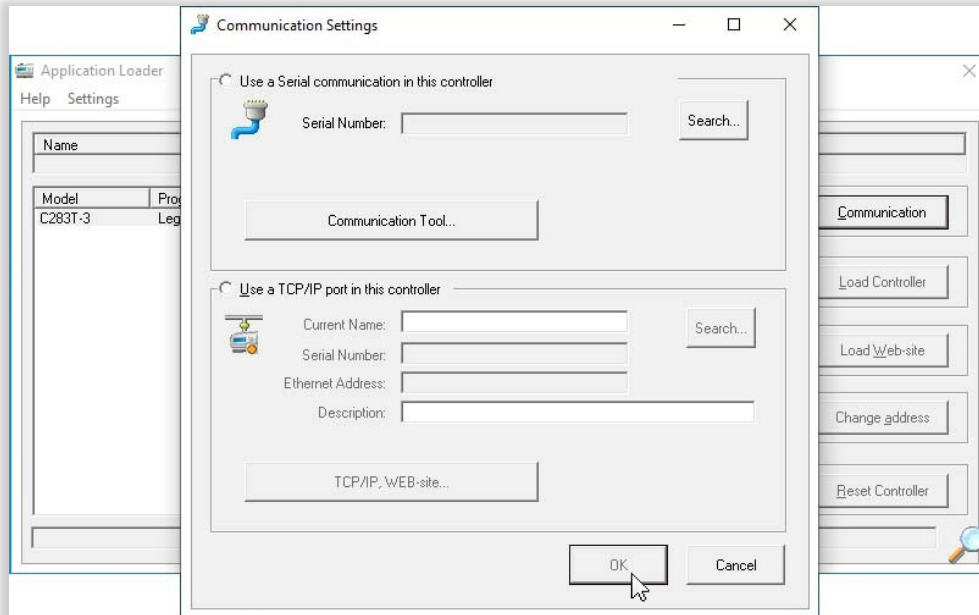 Communication Settings
Application Loader
Help Settings
Name
Model Prog
C283T-3 Leg
Use a Serial communication in this controller
Serial Number:
Search...
Communication Tool...
Use a TCP/IP port in this controller
Current Name:
Search...
Serial Number:
Ethernet Address:
Description:
TCP/IP, WEB-site...
OK
Cancel
Communication
Load Controller
Load Web-site
Change address
Reset Controller